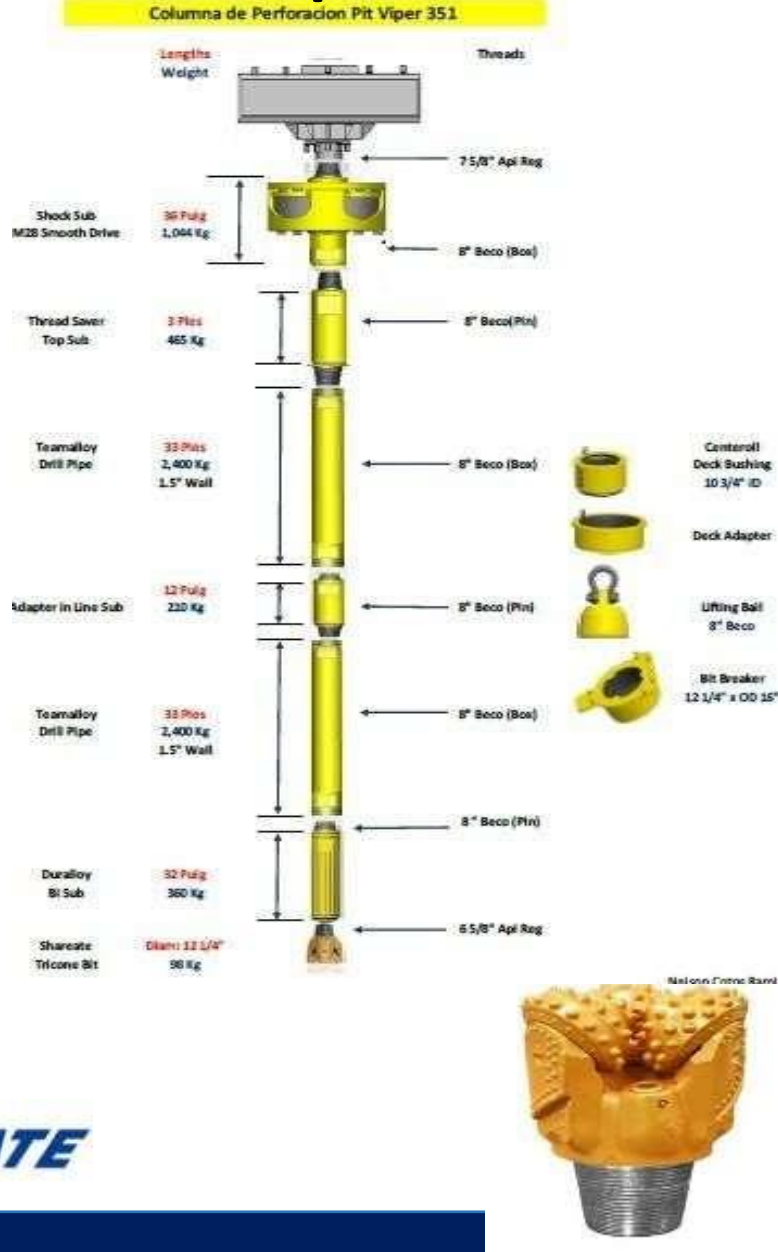 Columna de Perforacion Pit Viper 351
Lengths
Weight
Threads
7 5/8" Api Reg
Shock Sub
M28 Smooth Drive
36 Pulg
1,044 Kg
8" Beco (Box)
Thread Saver
Top Sub
3 Pies
465 Kg
8" Beco(Pin)
Teamalloy
Drill Pipe
33 Pies
2,400 Kg
1.5" Wall
8" Beco (Box)
Centeroll
Deck Bushing
10 3/4" ID
Deck Adapter
Adapter in Line Sub
12 Pulg
220 Kg
8" Beco (Pin)
Lifting Bail
8" Beco
Bit Breaker
12 1/4" x OD 16"
Teamalloy
Drill Pipe
33 Pies
2,400 Kg
1.5" Wall
8" Beco (Box)
8" Beco (Pin)
Duralloy
Bi Sub
32 Pulg
360 Kg
6 5/8" Api Reg
Shareate
Tricone Bit
Diam: 12 1/4"
98 Kg
Nelson
ATE